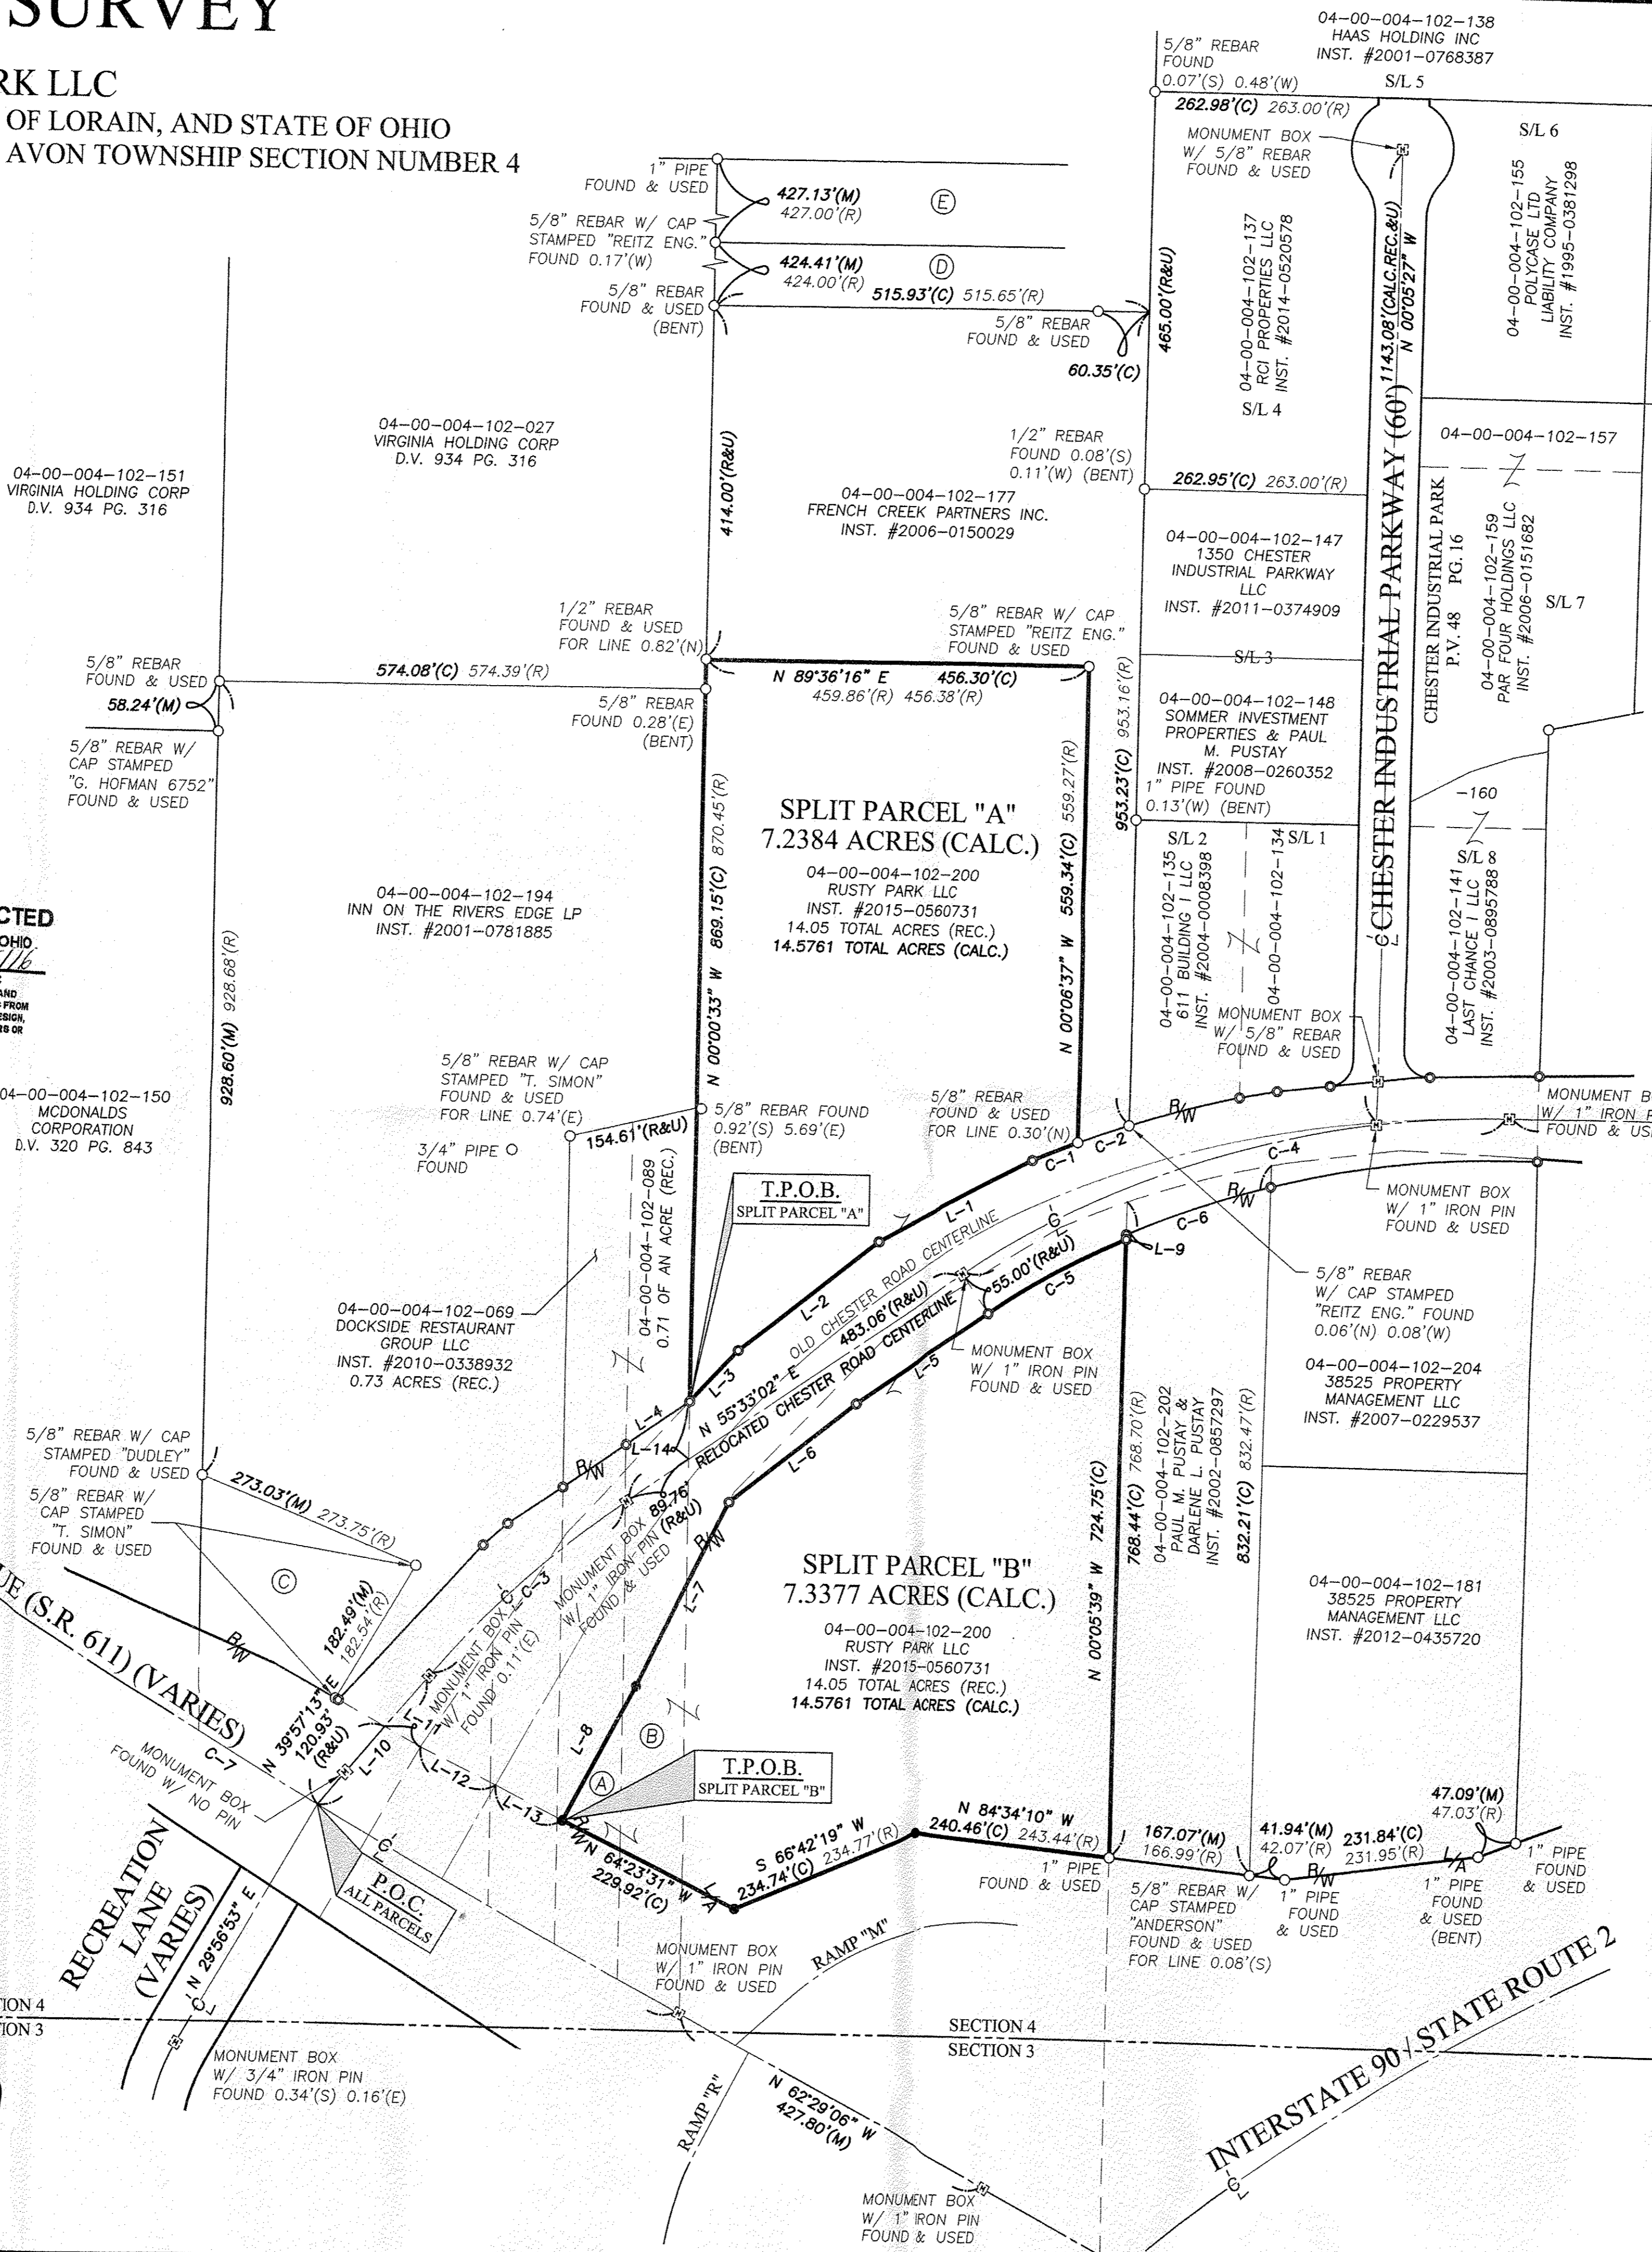 SURVEY
RK LLC
OF LORAIN, AND STATE OF OHIO
AVON TOWNSHIP SECTION NUMBER 4
04-00-004-102-138
HAAS HOLDING INC
INST. #2001-0768387
5/8" REBAR
FOUND
0.07'(S) 0.48'(W)
S/L 5
262.98'(C) 263.00'(R)
MONUMENT BOX
W/ 5/8" REBAR
FOUND & USED
S/L 6
04-00-004-102-155
POLYCASE LTD
LIABILITY COMPANY
INST. #1995-0381298
1" PIPE
FOUND & USED
427.13'(M)
427.00'(R)
E
5/8" REBAR W/ CAP
STAMPED "REITZ ENG."
FOUND 0.17'(W)
424.41'(M)
424.00'(R)
D
5/8" REBAR
FOUND & USED
(BENT)
515.93'(C) 515.65'(R)
5/8" REBAR
FOUND & USED
60.35'(C)
465.00'(R&U)
04-00-004-102-137
RCI PROPERTIES LLC
INST. #2014-0520578
S/L 4
1143.08'(CALC.REC.&U)
N 00°05'27" W
CHESTER INDUSTRIAL PARKWAY (60')
04-00-004-102-157
04-00-004-102-151
VIRGINIA HOLDING CORP
D.V. 934 PG. 316
04-00-004-102-027
VIRGINIA HOLDING CORP
D.V. 934 PG. 316
414.00'(R&U)
1/2" REBAR
FOUND 0.08'(S)
0.11'(W) (BENT)
262.95'(C) 263.00'(R)
04-00-004-102-177
FRENCH CREEK PARTNERS INC.
INST. #2006-0150029
04-00-004-102-147
1350 CHESTER
INDUSTRIAL PARKWAY
LLC
INST. #2011-0374909
CHESTER INDUSTRIAL PARK
P.V. 48 PG. 16
04-00-004-102-159
PAR FOUR HOLDINGS LLC
INST. #2006-0151682
S/L 7
1/2" REBAR
FOUND & USED
FOR LINE 0.82'(N)
5/8" REBAR W/ CAP
STAMPED "REITZ ENG."
FOUND & USED
S/L 3
5/8" REBAR
FOUND & USED
58.24'(M)
574.08'(C) 574.39'(R)
N 89°36'16" E 456.30'(C)
459.86'(R) 456.38'(R)
5/8" REBAR
FOUND 0.28'(E)
(BENT)
953.23'(C) 953.16'(R)
04-00-004-102-148
SOMMER INVESTMENT
PROPERTIES & PAUL
M. PUSTAY
INST. #2008-0260352
1" PIPE FOUND
0.13'(W) (BENT)
5/8" REBAR W/
CAP STAMPED
"G. HOFMAN 6752"
FOUND & USED
-160
SPLIT PARCEL "A"
7.2384 ACRES (CALC.)
04-00-004-102-200
RUSTY PARK LLC
INST. #2015-0560731
14.05 TOTAL ACRES (REC.)
14.5761 TOTAL ACRES (CALC.)
N 00°00'33" W 869.15'(C) 870.45'(R)
N 00°06'37" W 559.34'(C) 559.27'(R)
S/L 2
S/L 1
04-00-004-102-135
611 BUILDING I LLC
INST. #2004-0008398
04-00-004-102-134
S/L 8
04-00-004-102-141
LAST CHANCE I LLC
INST. #2003-0895788
04-00-004-102-194
INN ON THE RIVERS EDGE LP
INST. #2001-0781885
CTED
OHIO
AND
FROM
ESIGN,
RS OR
928.60'(M) 928.68'(R)
MONUMENT BOX
W/ 5/8" REBAR
FOUND & USED
5/8" REBAR W/ CAP
STAMPED "T. SIMON"
FOUND & USED
FOR LINE 0.74'(E)
04-00-004-102-150
MCDONALDS
CORPORATION
D.V. 320 PG. 843
154.61'(R&U)
3/4" PIPE
FOUND
5/8" REBAR FOUND
0.92'(S) 5.69'(E)
(BENT)
5/8" REBAR
FOUND & USED
FOR LINE 0.30'(N)
MONUMENT B
W/ 1" IRON P
FOUND & US
C-1
C-2
R/W
C-4
T.P.O.B.
SPLIT PARCEL "A"
04-00-004-102-089
0.71 OF AN ACRE (REC.)
L-1
R/W
C-6
L-9
MONUMENT BOX
W/ 1" IRON PIN
FOUND & USED
L-2
OLD CHESTER ROAD CENTERLINE
55.00'(R&U)
C-5
483.06'(R&U)
5/8" REBAR
W/ CAP STAMPED
"REITZ ENG." FOUND
0.06'(N) 0.08'(W)
04-00-004-102-069
DOCKSIDE RESTAURANT
GROUP LLC
INST. #2010-0338932
0.73 ACRES (REC.)
L-3
N 55°33'02" E
RELOCATED CHESTER ROAD CENTERLINE
L-5
MONUMENT BOX
W/ 1" IRON PIN
FOUND & USED
04-00-004-102-204
38525 PROPERTY
MANAGEMENT LLC
INST. #2007-0229537
L-4
L-14
L-6
5/8" REBAR W/ CAP
STAMPED "DUDLEY"
FOUND & USED
273.03'(M) 273.75'(R)
5/8" REBAR W/
CAP STAMPED
"T. SIMON"
FOUND & USED
R/W
89.76'
(R&U)
MONUMENT BOX
W/ 1" IRON PIN
FOUND & USED
R/W
768.44'(C) 768.70'(R)
N 00°05'39" W 724.75'(C)
04-00-004-102-202
PAUL M. PUSTAY &
DARLENE L. PUSTAY
INST. #2002-0857297
832.21'(C) 832.47'(R)
C
182.49'(M)
182.54'(R)
C-3
L-7
SPLIT PARCEL "B"
7.3377 ACRES (CALC.)
04-00-004-102-200
RUSTY PARK LLC
INST. #2015-0560731
14.05 TOTAL ACRES (REC.)
14.5761 TOTAL ACRES (CALC.)
04-00-004-102-181
38525 PROPERTY
MANAGEMENT LLC
INST. #2012-0435720
UE (S.R. 611) (VARIES)
R/W
MONUMENT BOX
W/ 1" IRON PIN
FOUND 0.11'(E)
N 39°57'13" E
120.93'
(R&U)
C-7
L-11
L-10
L-12
L-13
L-8
B
A
MONUMENT BOX
FOUND W/ NO PIN
T.P.O.B.
SPLIT PARCEL "B"
R/W
N 64°23'31" W
229.92'(C)
L/A
S 66°42'19" W
234.74'(C) 234.77'(R)
N 84°34'10" W
240.46'(C) 243.44'(R)
167.07'(M)
166.99'(R)
41.94'(M)
42.07'(R)
231.84'(C)
231.95'(R)
47.09'(M)
47.03'(R)
R/W
L/A
1" PIPE
FOUND & USED
5/8" REBAR W/
CAP STAMPED
"ANDERSON"
FOUND & USED
FOR LINE 0.08'(S)
1" PIPE
FOUND
& USED
1" PIPE
FOUND
& USED
(BENT)
1" PIPE
FOUND
& USED
P.O.C.
ALL PARCELS
RECREATION
LANE
(VARIES)
N 29°56'53" E
MONUMENT BOX
W/ 1" IRON PIN
FOUND & USED
RAMP "M"
ION 4
ION 3
SECTION 4
SECTION 3
MONUMENT BOX
W/ 3/4" IRON PIN
FOUND 0.34'(S) 0.16'(E)
RAMP "R"
N 62°29'06" W
427.80'(M)
INTERSTATE 90 / STATE ROUTE 2
MONUMENT BOX
W/ 1" IRON PIN
FOUND & USED